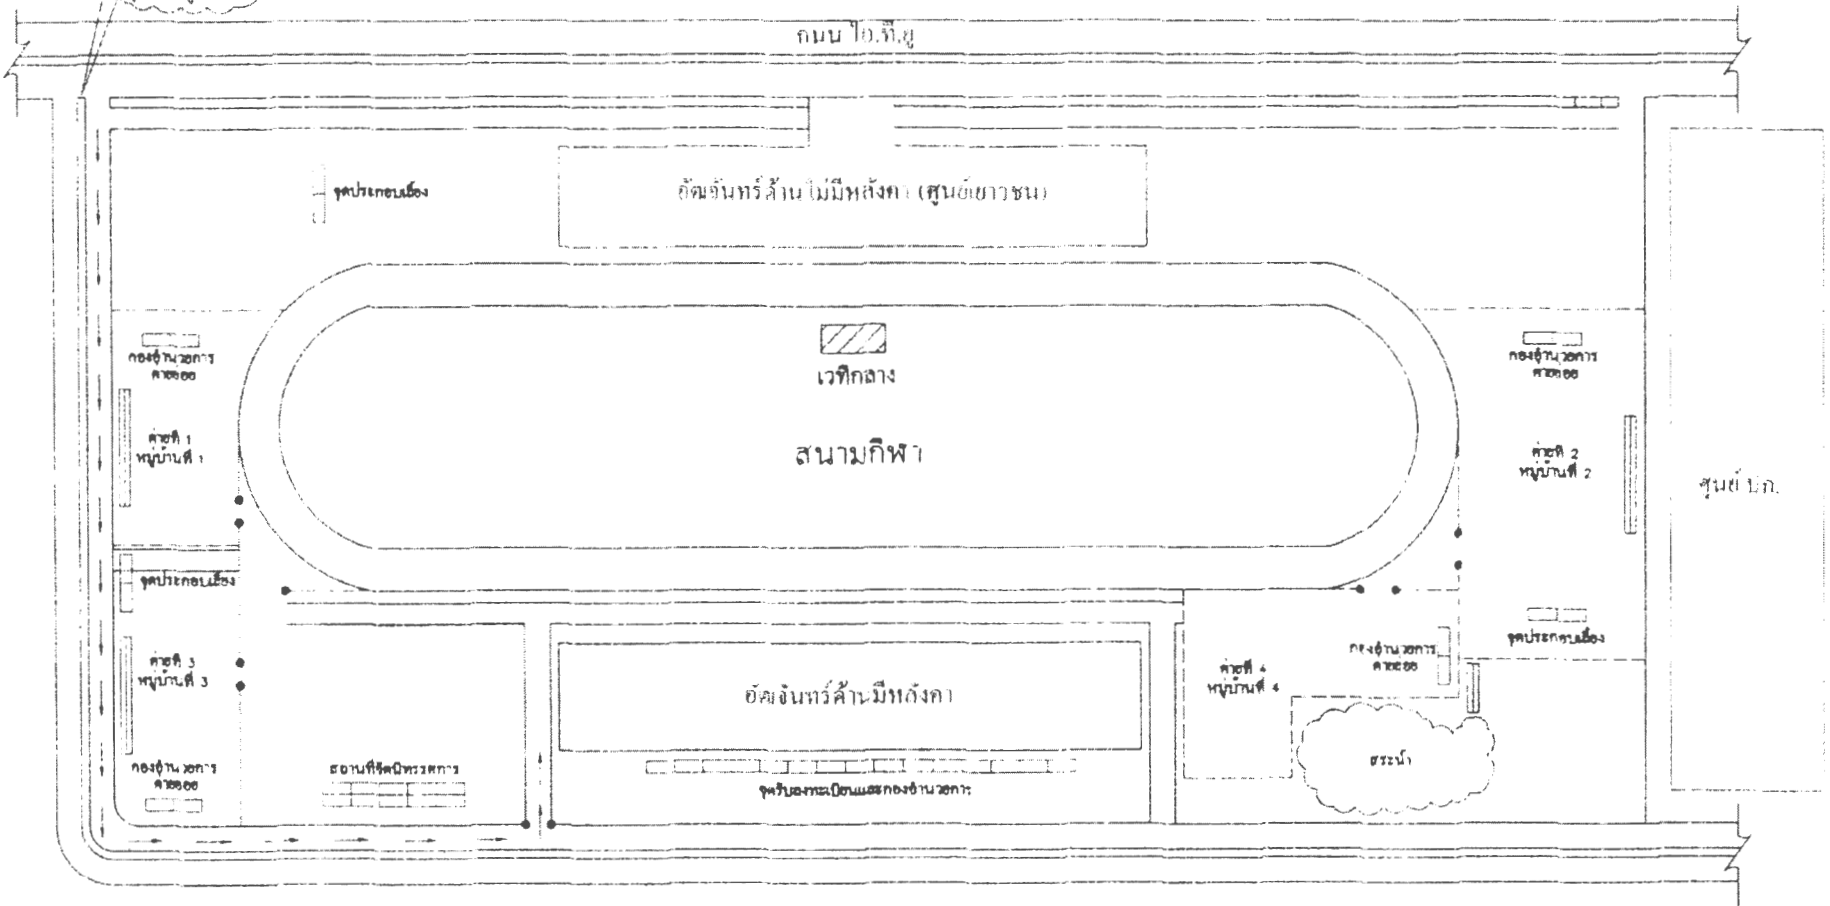 ถนน ไอ.ที.ยู
จุดประกอบเลี้ยง
อัฒจันทร์ด้านไม่มีหลังคา (ศูนย์เยาวชน)
กองอำนวยการ
ค่ายย่อย
เวทีกลาง
กองอำนวยการ
ค่ายย่อย
ค่ายที่ 1
หมู่บ้านที่ 1
สนามกีฬา
ค่ายที่ 2
หมู่บ้านที่ 2
ศูนย์ ปภ.
จุดประกอบเลี้ยง
จุดประกอบเลี้ยง
ค่ายที่ 3
หมู่บ้านที่ 3
อัฒจันทร์ด้านมีหลังคา
ค่ายที่ 4
หมู่บ้านที่ 4
กองอำนวยการ
ค่ายย่อย
กองอำนวยการ
ค่ายย่อย
สถานที่จัดนิทรรศการ
จุดรับลงทะเบียนและกองอำนวยการ
สระน้ำ